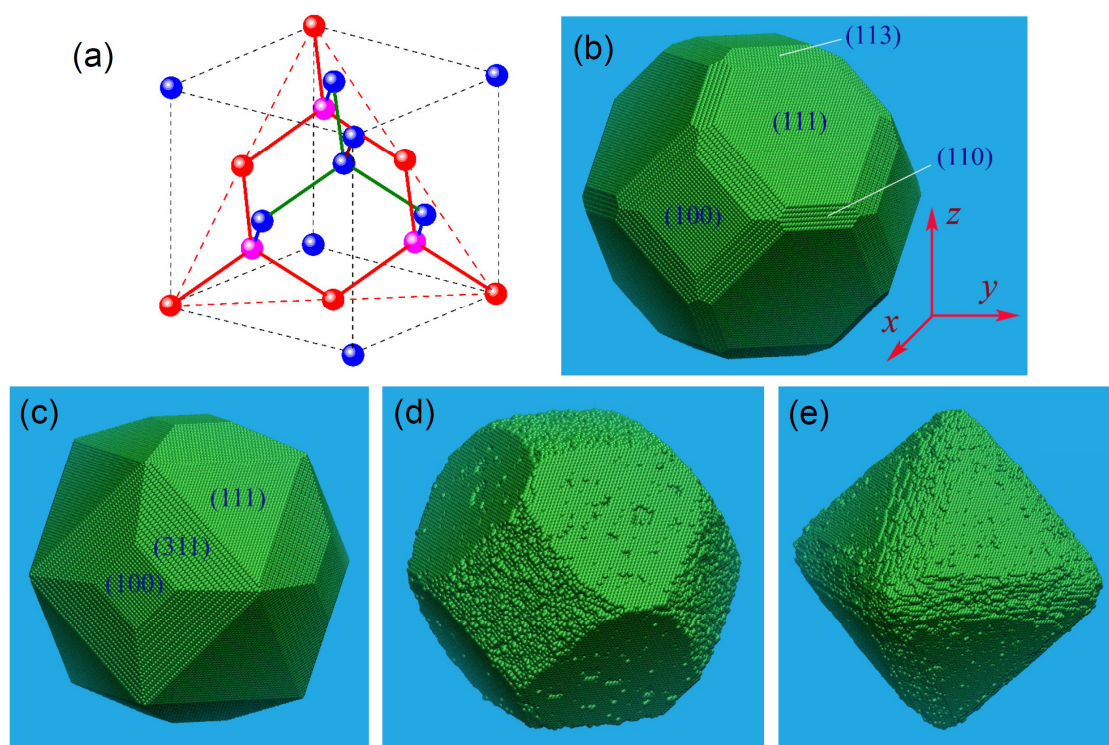 (a)
(b)
(113)
(111)
(110)
(100)
z
y
x
(c)
(111)
(311)
(100)
(d)
(e)